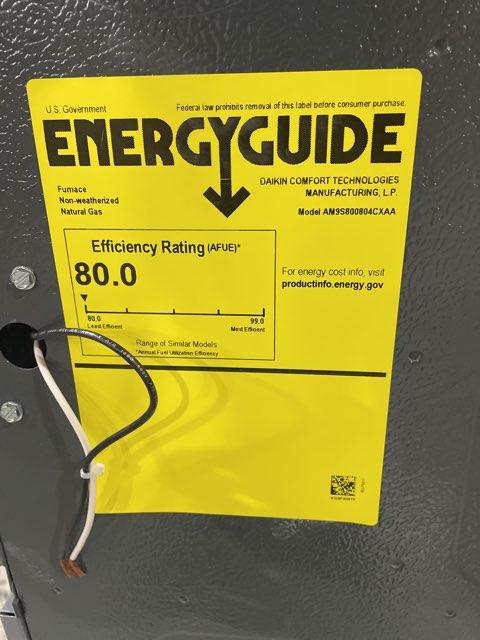 U.S. Government
Federal law prohibits removal of this label before consumer purchase.
ENERGYGUIDE
Furnace
Non-weatherized
Natural Gas
DAIKIN COMFORT TECHNOLOGIES
MANUFACTURING, L.P.
Model AM9S800804CXAA
Efficiency Rating (AFUE)*
80.0
80.0
Least Efficient
99.0
Most Efficient
Range of Similar Models
*Annual Fuel Utilization Efficiency
For energy cost info, visit
productinfo.energy.gov